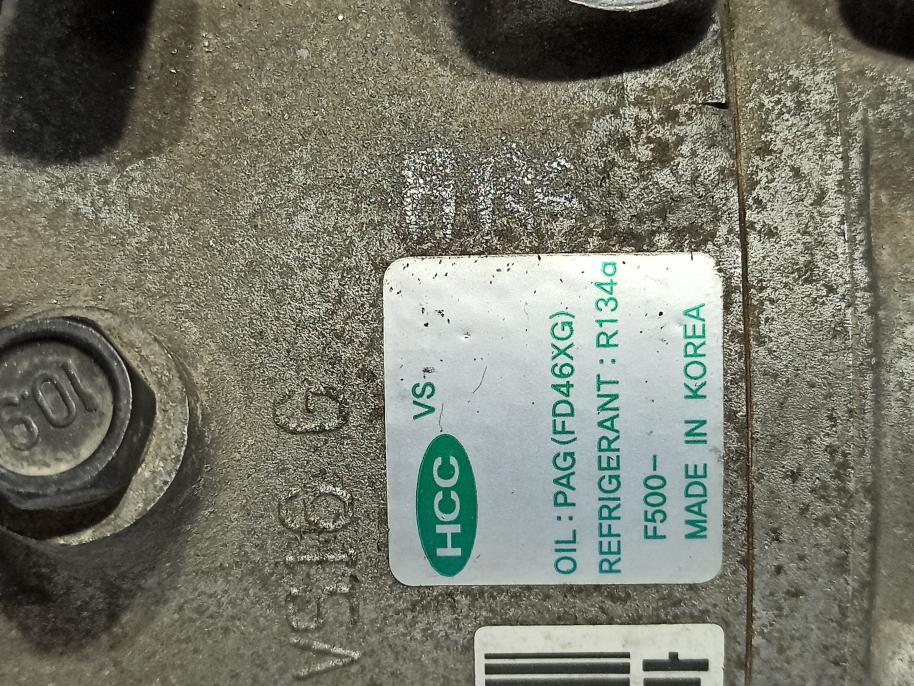 10.9
VS16 G
HCC VS
OIL : PAG (FD46XG)
REFRIGERANT : R134a
F500-
MADE IN KOREA